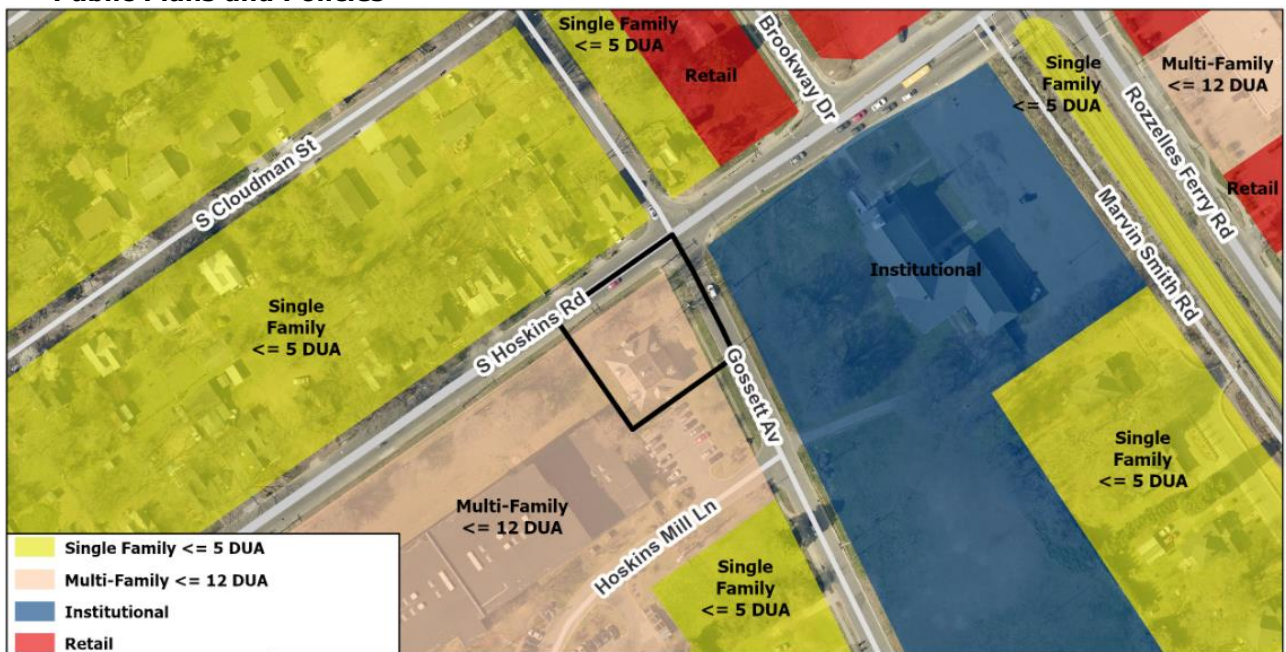 Public Plans and Policies
Single Family
<= 5 DUA
Retail
Brookway Dr
Single
Family
<= 5 DUA
Rozzelles Ferry Rd
Multi-Family
<= 12 DUA
Retail
S Cloudman St
Marvin Smith Rd
Institutional
Single
Family
<= 5 DUA
S Hoskins Rd
Gossett Av
Single
Family
<= 5 DUA
Multi-Family
<= 12 DUA
Hoskins Mill Ln
Single
Family
<= 5 DUA
Single Family <= 5 DUA
Multi-Family <= 12 DUA
Institutional
Retail